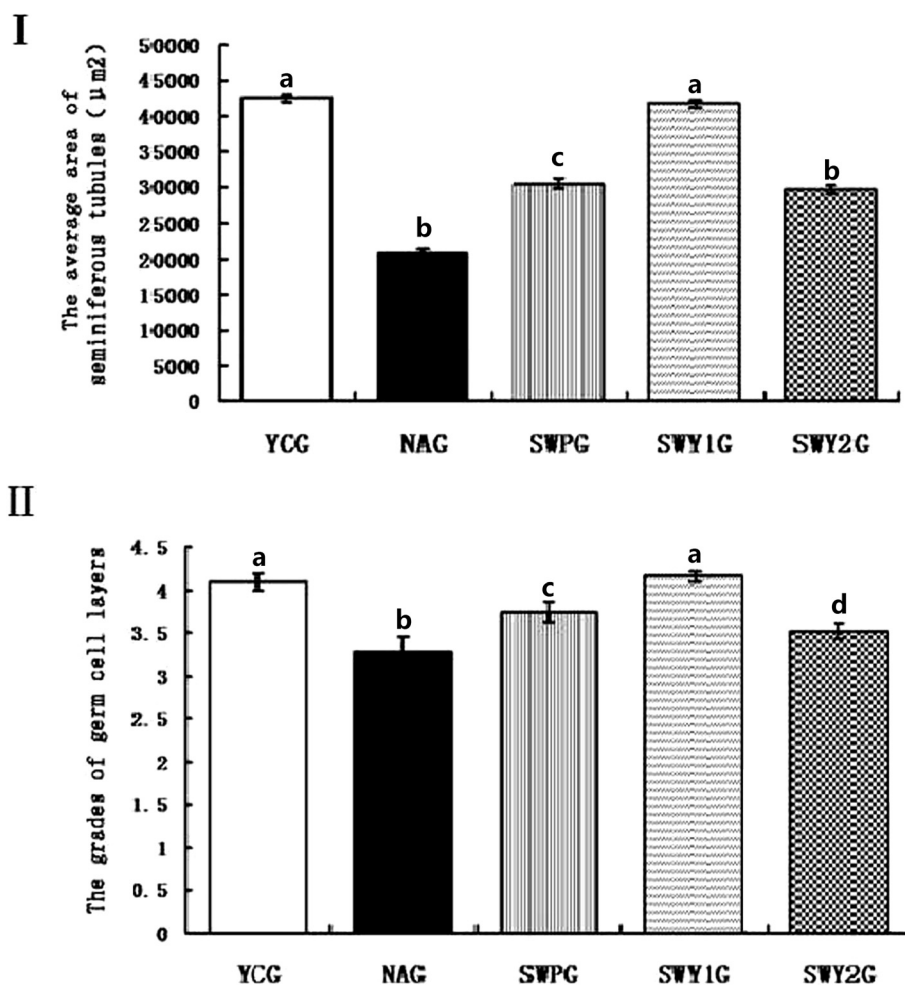 I
The average area of
seminiferous tubules (μm2)
50000
45000
40000
35000
30000
25000
20000
15000
10000
5000
0
a
b
c
a
b
YCG NAG SWPG SWY1G SWY2G
II
The grades of germ cell layers
4.5
4
3.5
3
2.5
2
1.5
1
0.5
0
a
b
c
a
d
YCG NAG SWPG SWY1G SWY2G